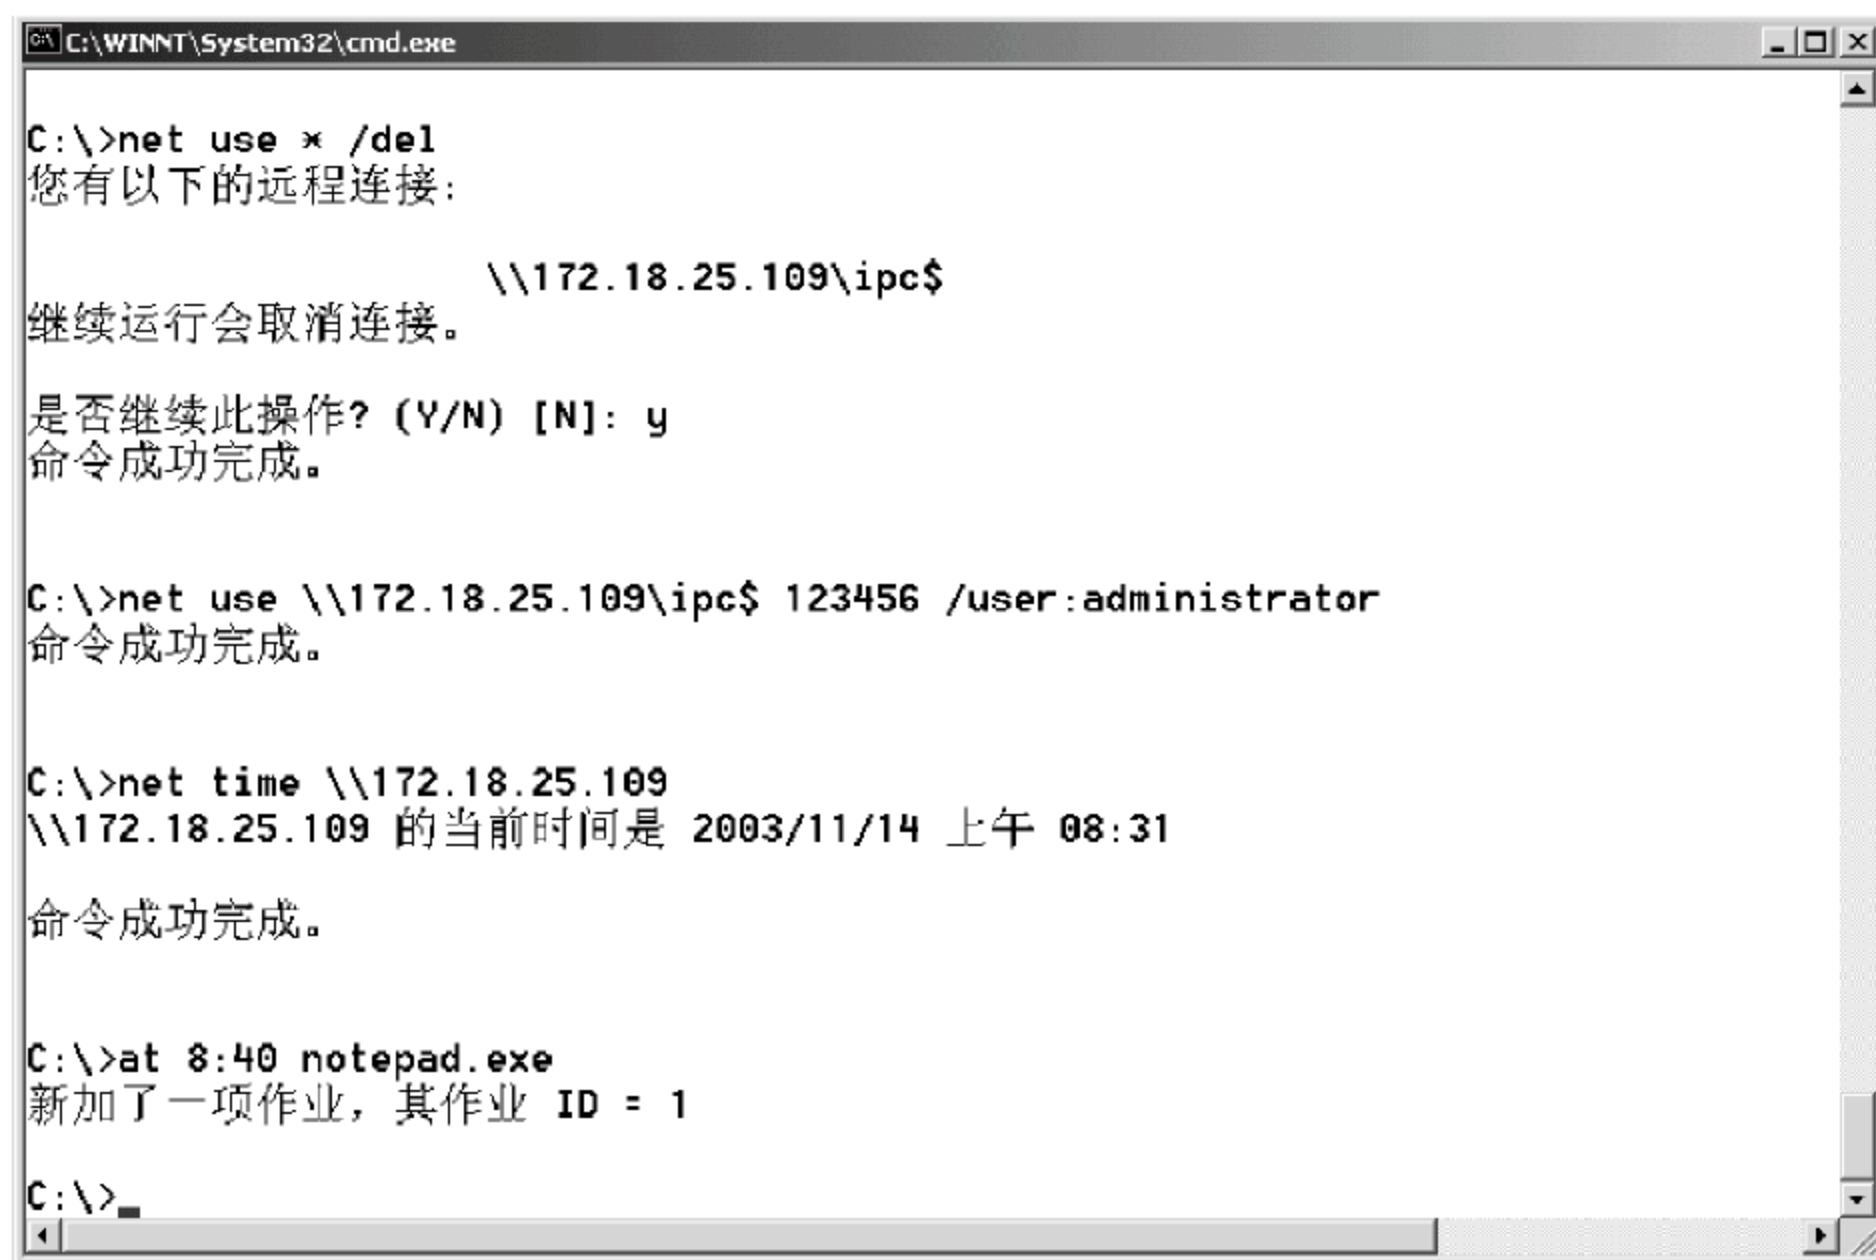 C:\WINNT\System32\cmd.exe
C:\>net use * /del
您有以下的远程连接:
\\172.18.25.109\ipc$
继续运行会取消连接。
是否继续此操作? (Y/N) [N]: y
命令成功完成。
C:\>net use \\172.18.25.109\ipc$ 123456 /user:administrator
命令成功完成。
C:\>net time \\172.18.25.109
\\172.18.25.109 的当前时间是 2003/11/14 上午 08:31
命令成功完成。
C:\>at 8:40 notepad.exe
新加了一项作业，其作业 ID = 1
C:\>_